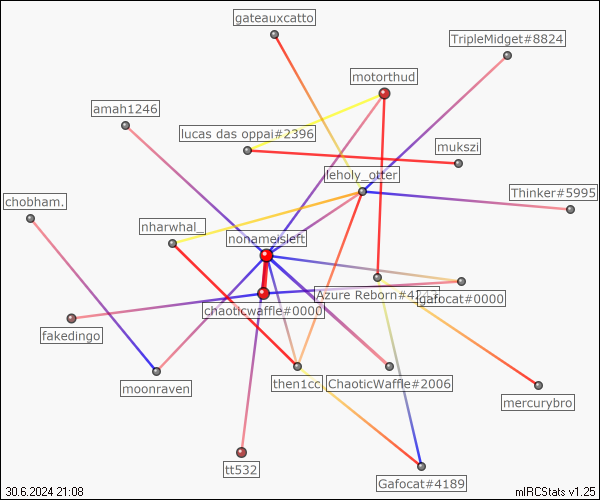 gateauxcatto
TripleMidget#8824
motorthud
amah1246
lucas das oppai#2396
mukszi
leholy_otter
Thinker#5995
chobham.
nharwhal_
nonameisleft
Azure Reborn#4
gafocat#0000
chaoticwaffle#0000
fakedingo
moonraven
then1cc
ChaoticWaffle#2006
mercurybro
tt532
Gafocat#4189
30.6.2024 21:08
mIRCStats v1.25